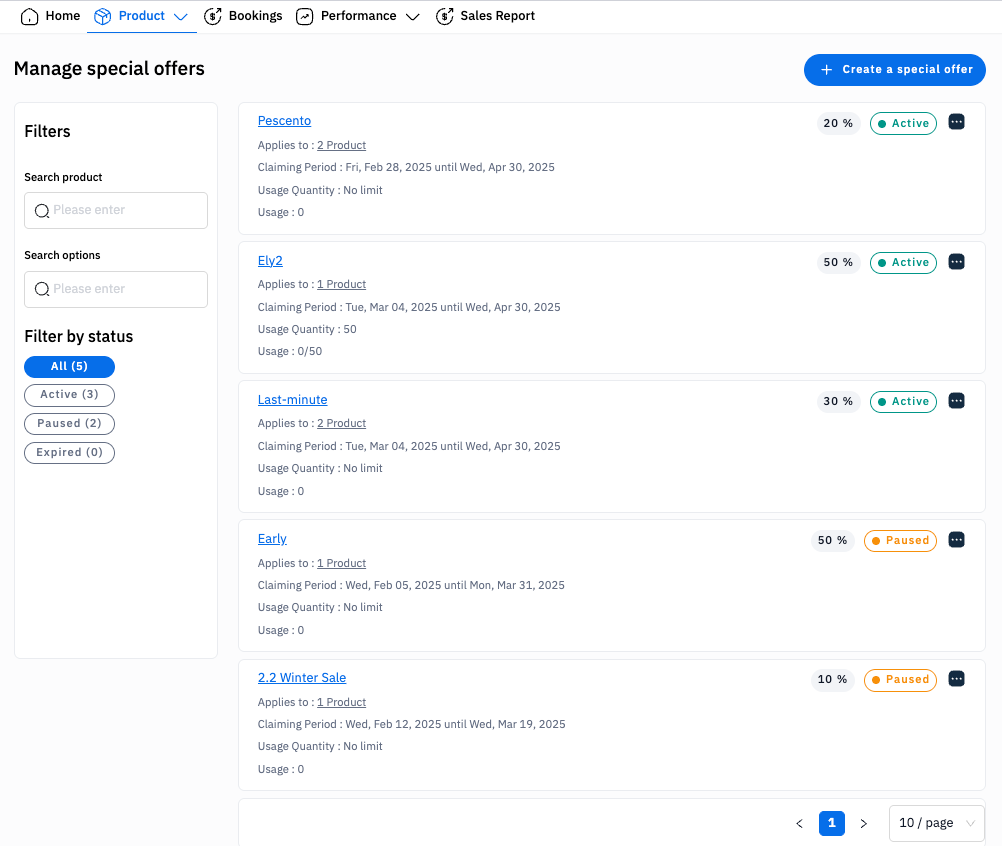 Home Product Bookings Performance Sales Report
Manage special offers
+ Create a special offer
Filters
Search product
Please enter
Search options
Please enter
Filter by status
All (5)
Active (3)
Paused (2)
Expired (0)
Pescento 20 % Active
Applies to : 2 Product
Claiming Period : Fri, Feb 28, 2025 until Wed, Apr 30, 2025
Usage Quantity : No limit
Usage : 0
Ely2 50 % Active
Applies to : 1 Product
Claiming Period : Tue, Mar 04, 2025 until Wed, Apr 30, 2025
Usage Quantity : 50
Usage : 0/50
Last-minute 30 % Active
Applies to : 2 Product
Claiming Period : Tue, Mar 04, 2025 until Wed, Apr 30, 2025
Usage Quantity : No limit
Usage : 0
Early 50 % Paused
Applies to : 1 Product
Claiming Period : Wed, Feb 05, 2025 until Mon, Mar 31, 2025
Usage Quantity : No limit
Usage : 0
2.2 Winter Sale 10 % Paused
Applies to : 1 Product
Claiming Period : Wed, Feb 12, 2025 until Wed, Mar 19, 2025
Usage Quantity : No limit
Usage : 0
< 1 > 10 / page